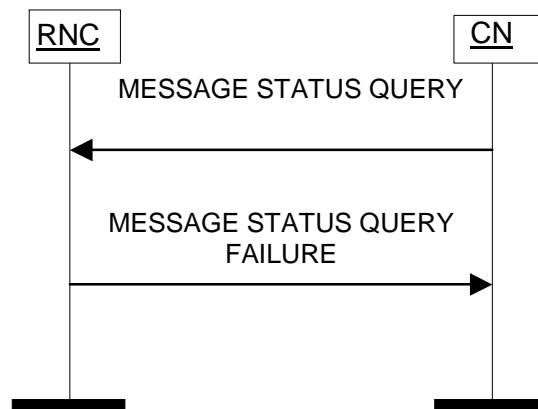 RNC
CN
MESSAGE STATUS QUERY
MESSAGE STATUS QUERY
FAILURE